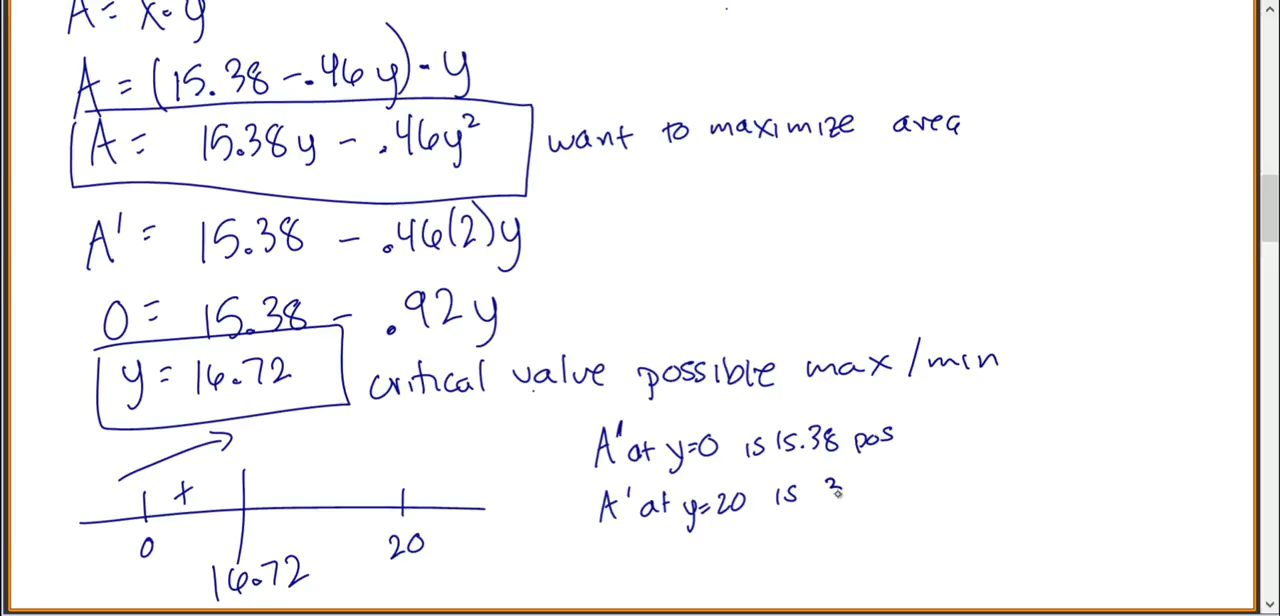 A = x · y
A = (15.38 - .46y) · y
A = 15.38y - .46y² want to maximize area
A' = 15.38 - .46(2)y
0 = 15.38 - .92y
y = 16.72 critical value possible max/min
A' at y=0 is 15.38 pos
A' at y=20 is
+
0 20
16.72